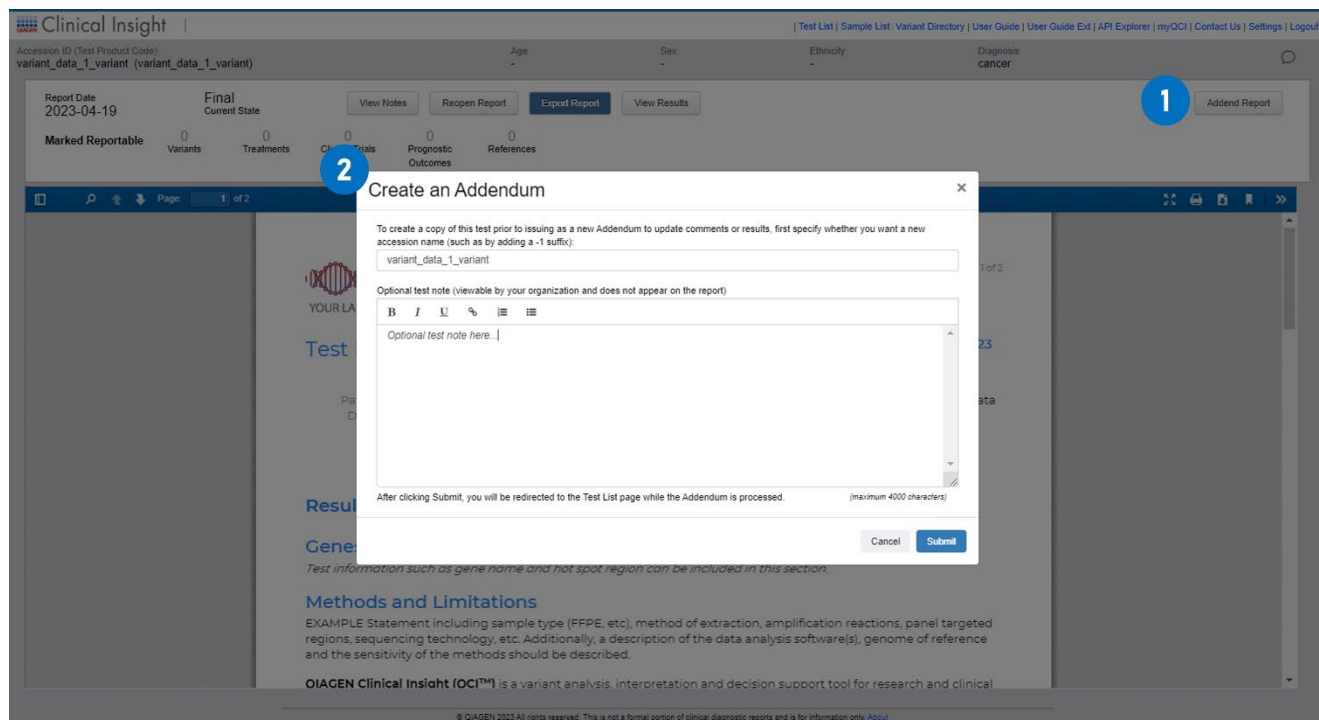 QIAGEN Clinical Insight
| Test List | Sample List | Variant Directory | User Guide | User Guide Ext | API Explorer | myQCI | Contact Us | Settings | Logout
Accession ID (Test Product Code) Age Sex Ethnicity Diagnosis
variant_data_1_variant (variant_data_1_variant) - - - cancer
Report Date Final View Notes Reopen Report Export Report View Results 1 Addend Report
2023-04-19 Current State
Marked Reportable 0 0 0 0 0
Variants Treatments Trials Prognostic Outcomes References
2
Create an Addendum ×
Page: 1 of 2
To create a copy of this test prior to issuing as a new Addendum to update comments or results, first specify whether you want a new
accession name (such as by adding a -1 suffix):
variant_data_1_variant
1 of 2
Optional test note (viewable by your organization and does not appear on the report)
YOUR LA
B I U
Optional test note here...
Test 23
Pa ata
D
After clicking Submit, you will be redirected to the Test List page while the Addendum is processed. (maximum 4000 characters)
Resul
Cancel Submit
Gene
Test information such as gene name and hot spot region can be included in this section.
Methods and Limitations
EXAMPLE Statement including sample type (FFPE, etc), method of extraction, amplification reactions, panel targeted
regions, sequencing technology, etc. Additionally, a description of the data analysis software(s), genome of reference
and the sensitivity of the methods should be described.
QIAGEN Clinical Insight (QCI™) is a variant analysis, interpretation and decision support tool for research and clinical
© QIAGEN 2023 All rights reserved. This is not a formal portion of clinical diagnostic reports and is for information only. About